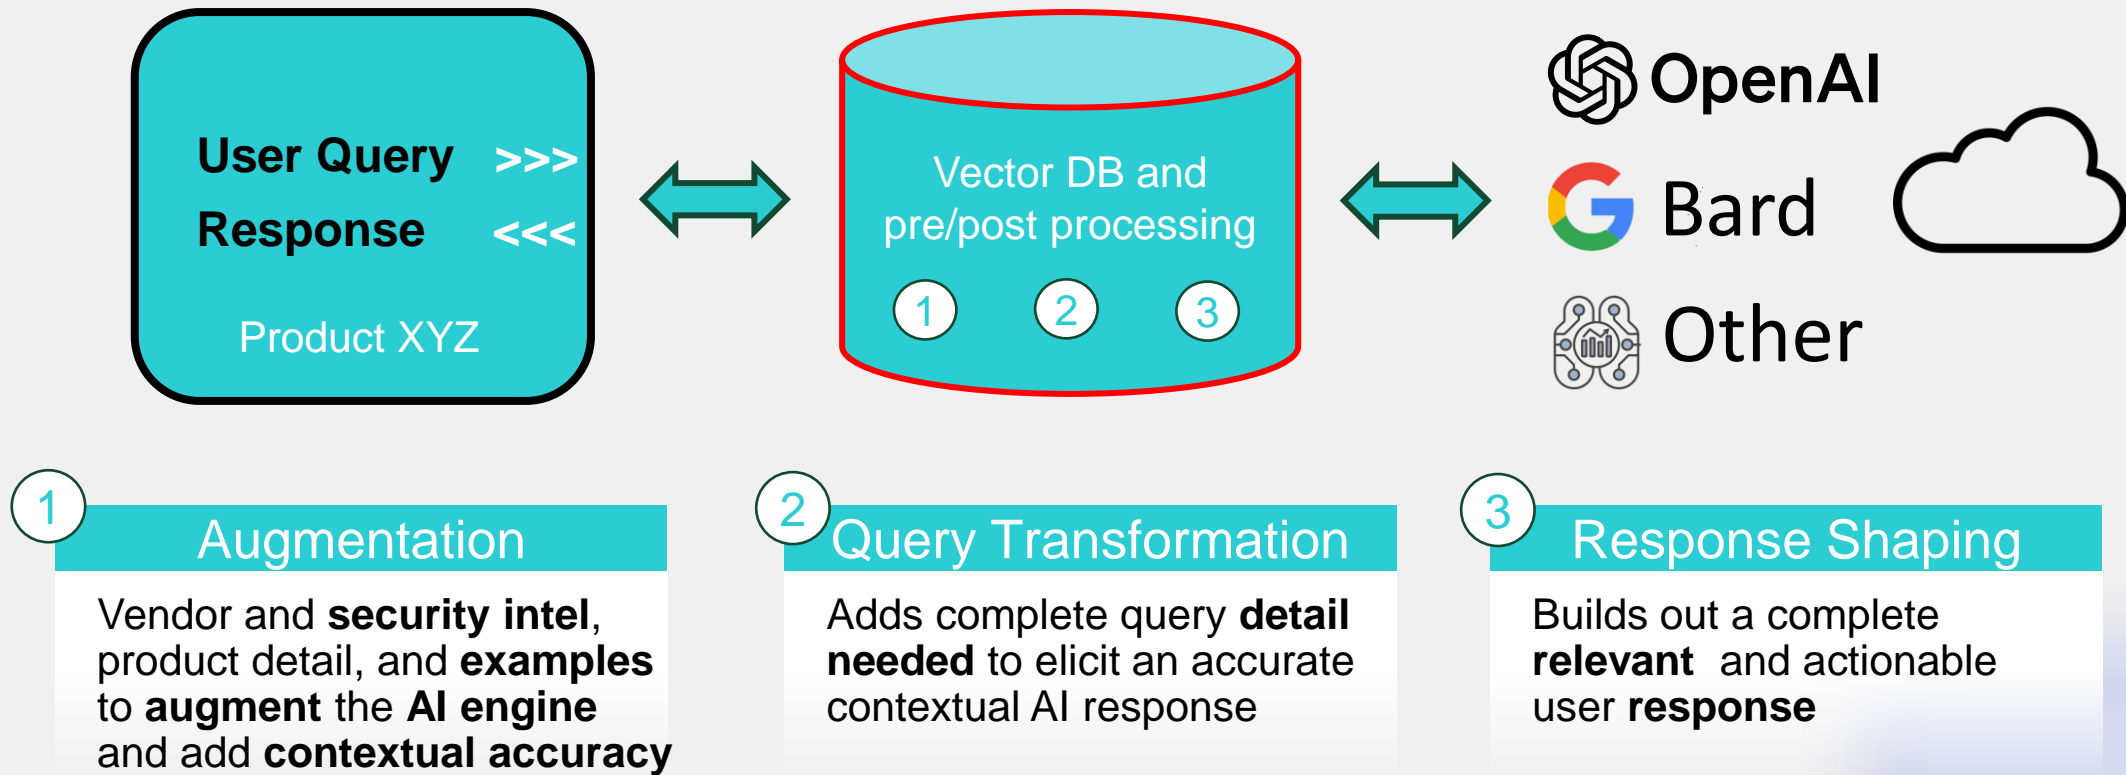 User Query >>>
Response <<<
Product XYZ
Vector DB and
pre/post processing
1 2 3
OpenAI
Bard
Other
1
Augmentation
Vendor and security intel,
product detail, and examples
to augment the AI engine
and add contextual accuracy
2
Query Transformation
Adds complete query detail
needed to elicit an accurate
contextual AI response
3
Response Shaping
Builds out a complete
relevant and actionable
user response